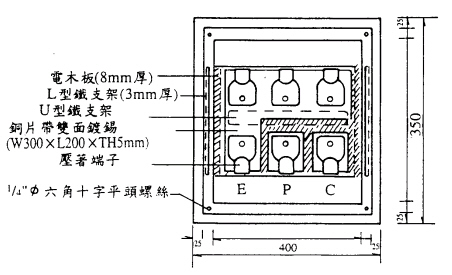 電木板(8mm厚)
L型鐵支架(3mm厚)
U型鐵支架
銅片帶雙面鍍錫
(W300×L200×TH5mm)
壓著端子
1/4"Φ六角十字平頭螺絲
E P C
25
350
25
25
400
25